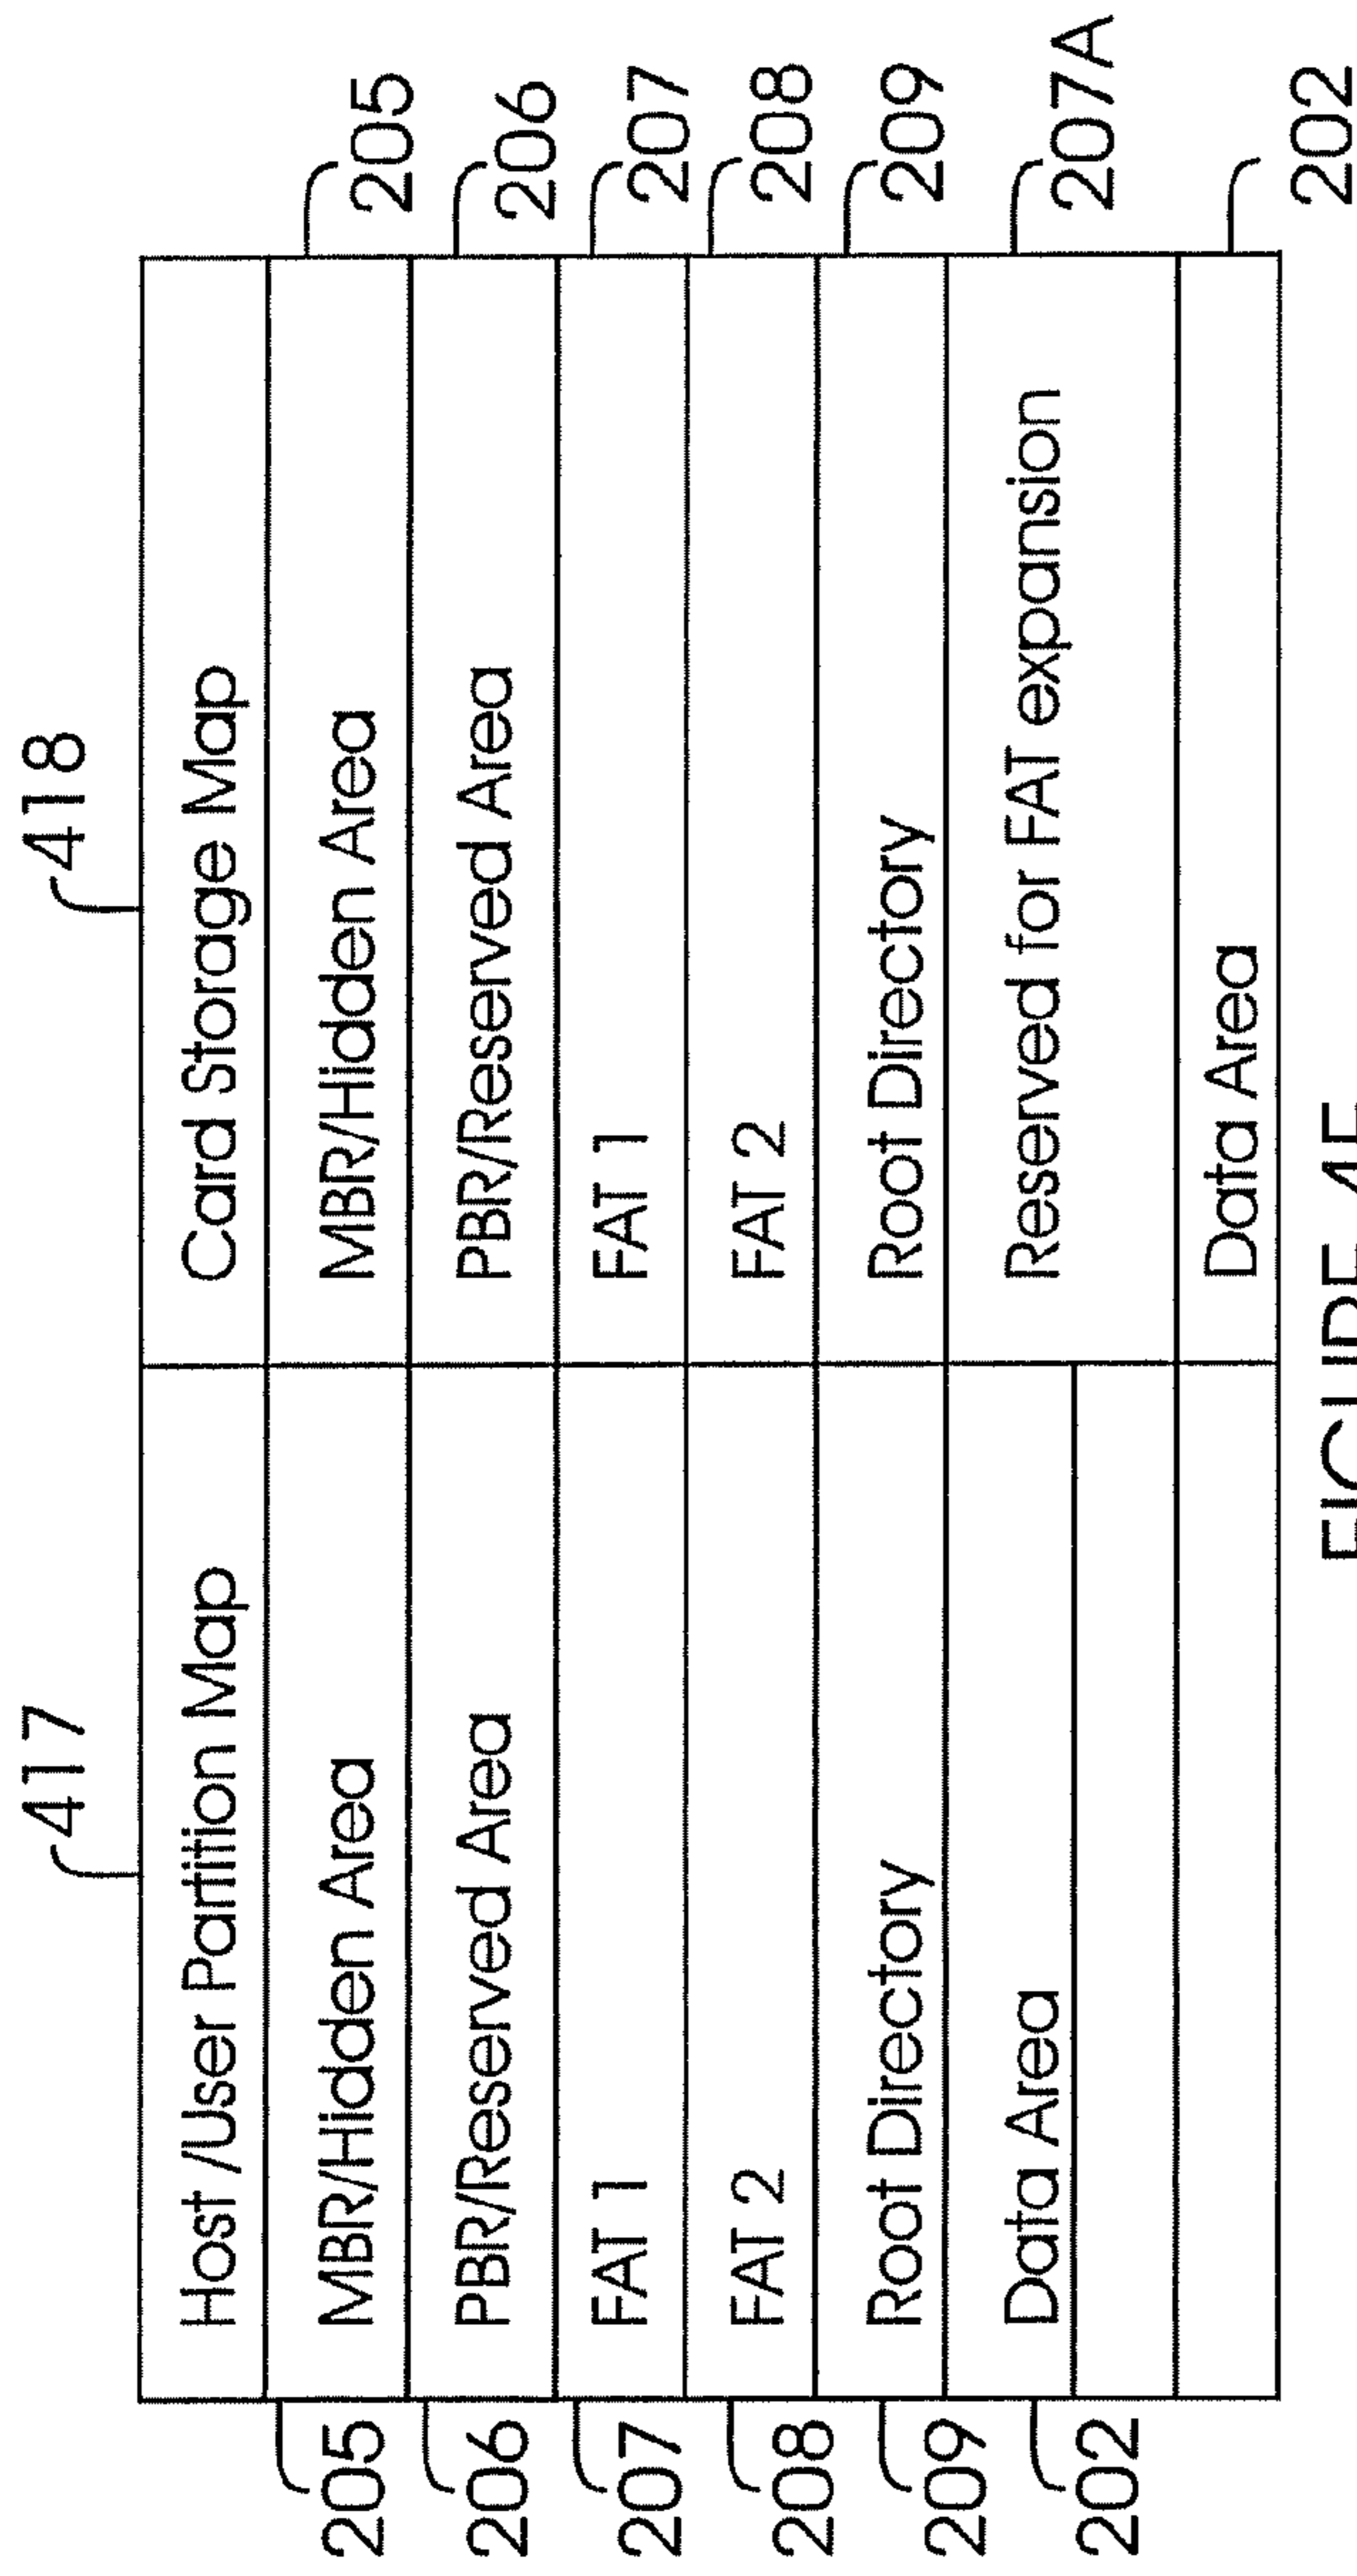 417 418
Host /User Partition Map Card Storage Map
205 MBR/Hidden Area MBR/Hidden Area 205
206 PBR/Reserved Area PBR/Reserved Area 206
207 FAT 1 FAT 1 207
208 FAT 2 FAT 2 208
209 Root Directory Root Directory 209
202 Data Area Reserved for FAT expansion 207A
Data Area 202
FIGURE